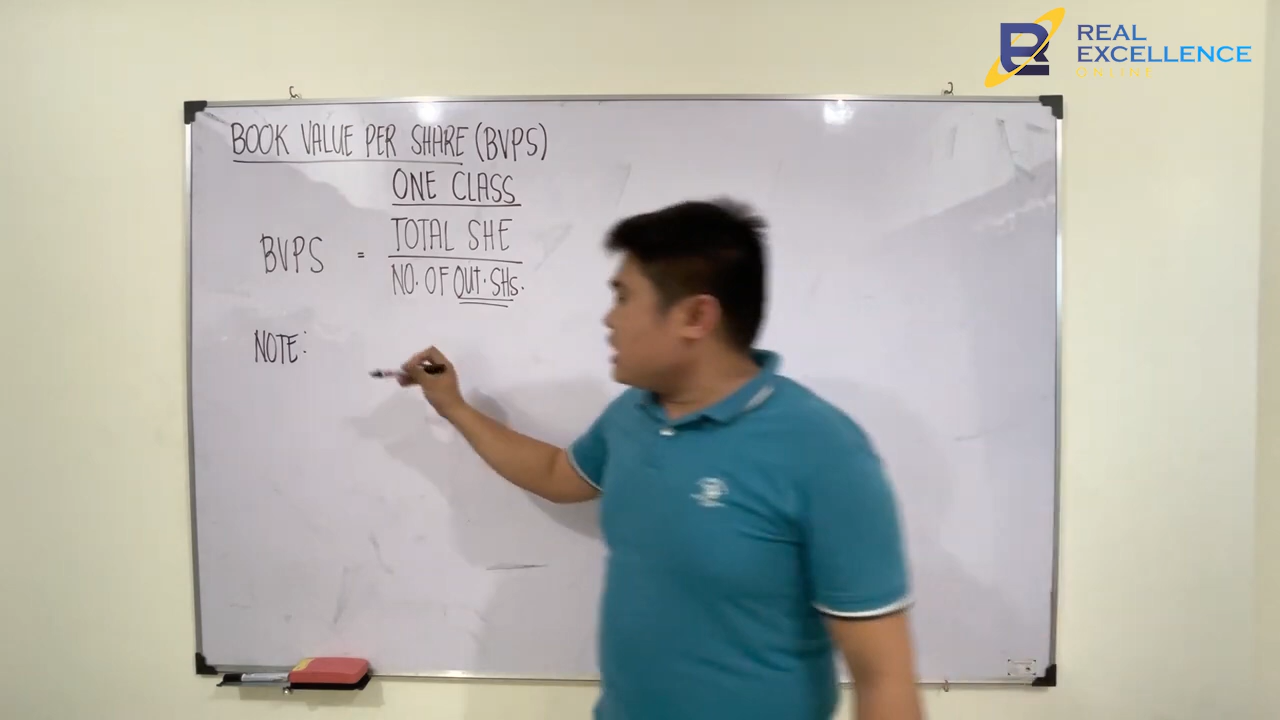 REAL
EXCELLENCE
ONLINE
BOOK VALUE PER SHARE (BVPS)
ONE CLASS
BVPS = TOTAL SHE
NO. OF OUT. SHs.
NOTE: